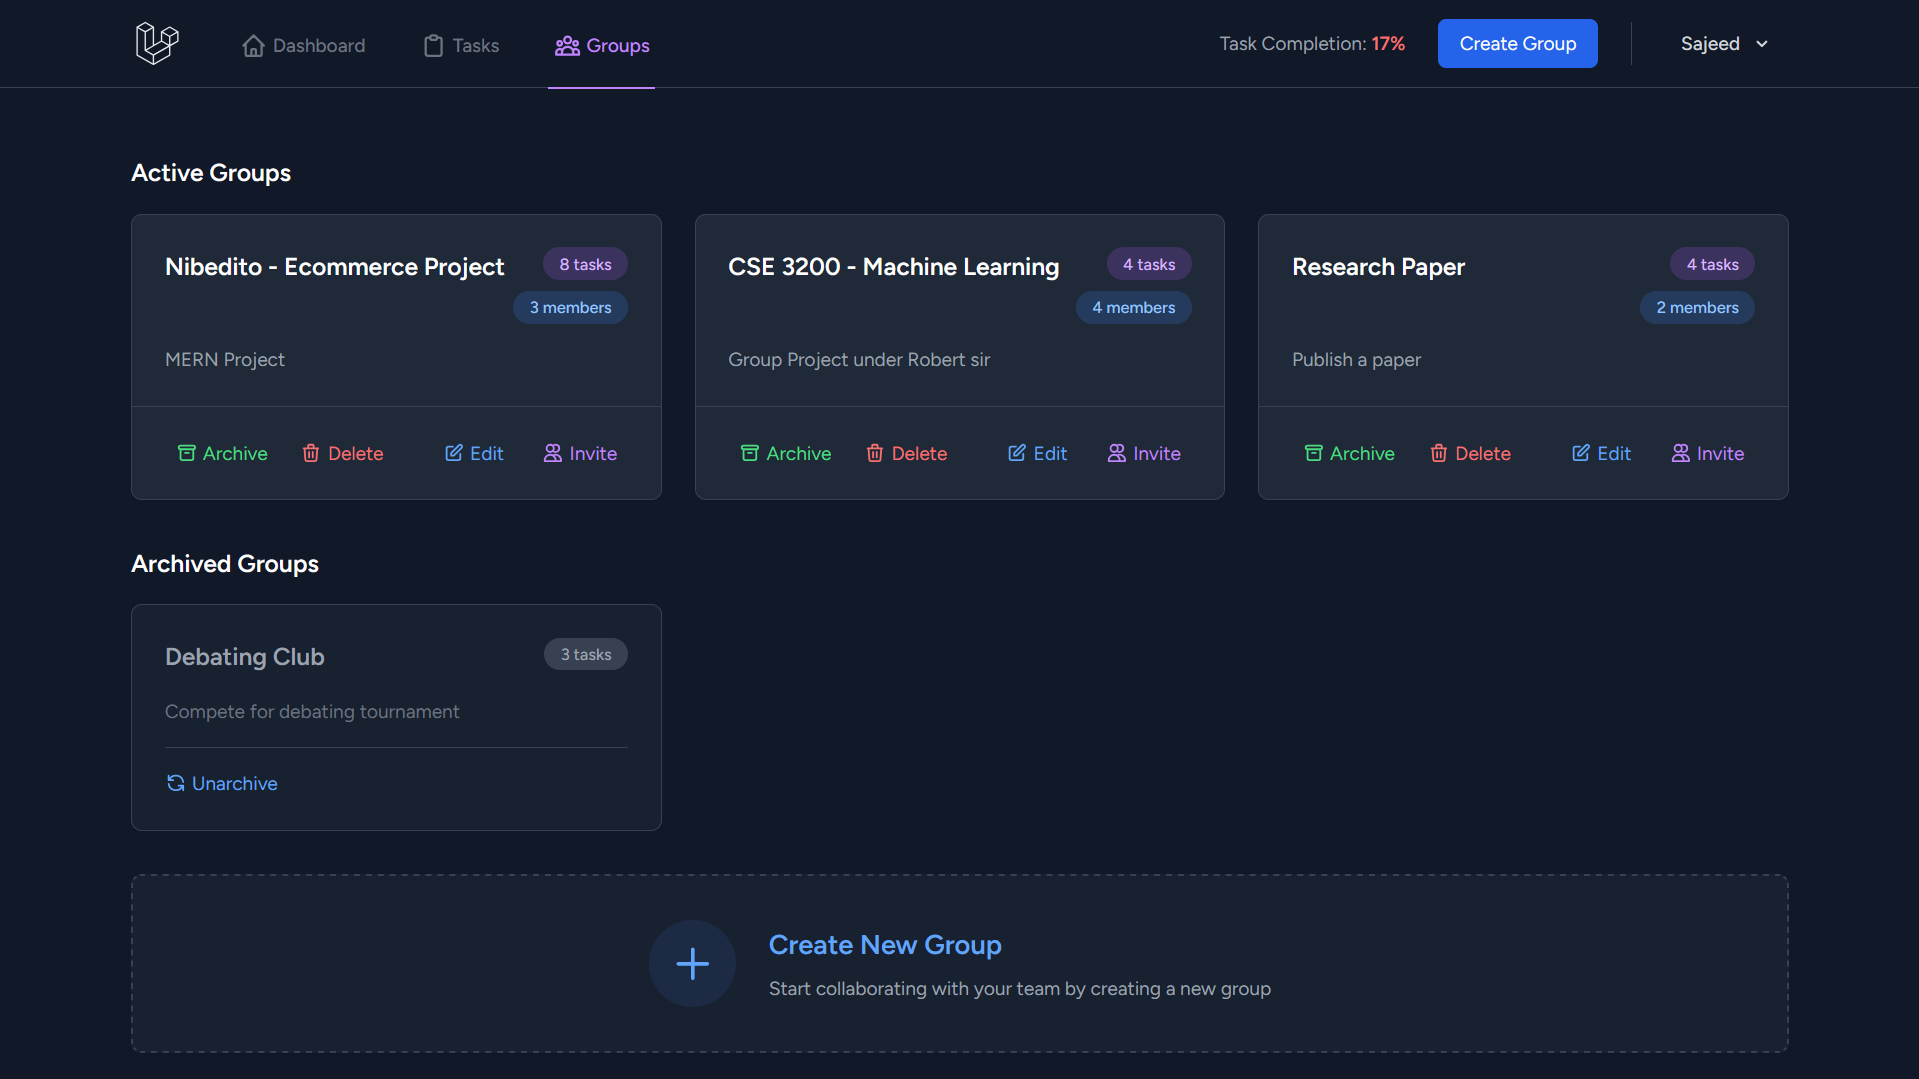 Dashboard Tasks Groups Task Completion: 17% Create Group Sajeed
Active Groups
Nibedito - Ecommerce Project 8 tasks
3 members
MERN Project
Archive Delete Edit Invite
CSE 3200 - Machine Learning 4 tasks
4 members
Group Project under Robert sir
Archive Delete Edit Invite
Research Paper 4 tasks
2 members
Publish a paper
Archive Delete Edit Invite
Archived Groups
Debating Club 3 tasks
Compete for debating tournament
Unarchive
Create New Group
Start collaborating with your team by creating a new group